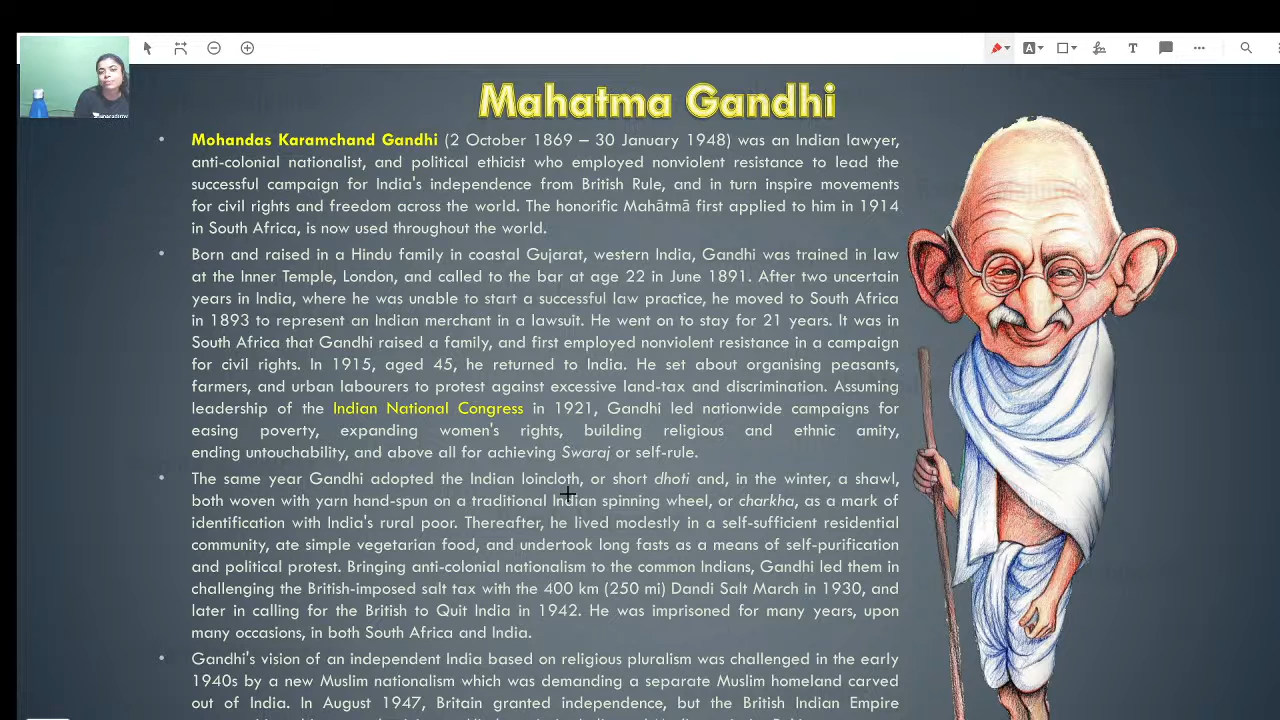 Mahatma Gandhi
• Mohandas Karamchand Gandhi (2 October 1869 – 30 January 1948) was an Indian lawyer,
anti-colonial nationalist, and political ethicist who employed nonviolent resistance to lead the
successful campaign for India's independence from British Rule, and in turn inspire movements
for civil rights and freedom across the world. The honorific Mahātmā first applied to him in 1914
in South Africa, is now used throughout the world.
• Born and raised in a Hindu family in coastal Gujarat, western India, Gandhi was trained in law
at the Inner Temple, London, and called to the bar at age 22 in June 1891. After two uncertain
years in India, where he was unable to start a successful law practice, he moved to South Africa
in 1893 to represent an Indian merchant in a lawsuit. He went on to stay for 21 years. It was in
South Africa that Gandhi raised a family, and first employed nonviolent resistance in a campaign
for civil rights. In 1915, aged 45, he returned to India. He set about organising peasants,
farmers, and urban labourers to protest against excessive land-tax and discrimination. Assuming
leadership of the Indian National Congress in 1921, Gandhi led nationwide campaigns for
easing poverty, expanding women's rights, building religious and ethnic amity,
ending untouchability, and above all for achieving Swaraj or self-rule.
• The same year Gandhi adopted the Indian loincloth, or short dhoti and, in the winter, a shawl,
both woven with yarn hand-spun on a traditional Indian spinning wheel, or charkha, as a mark of
identification with India's rural poor. Thereafter, he lived modestly in a self-sufficient residential
community, ate simple vegetarian food, and undertook long fasts as a means of self-purification
and political protest. Bringing anti-colonial nationalism to the common Indians, Gandhi led them in
challenging the British-imposed salt tax with the 400 km (250 mi) Dandi Salt March in 1930, and
later in calling for the British to Quit India in 1942. He was imprisoned for many years, upon
many occasions, in both South Africa and India.
• Gandhi's vision of an independent India based on religious pluralism was challenged in the early
1940s by a new Muslim nationalism which was demanding a separate Muslim homeland carved
out of India. In August 1947, Britain granted independence, but the British Indian Empire